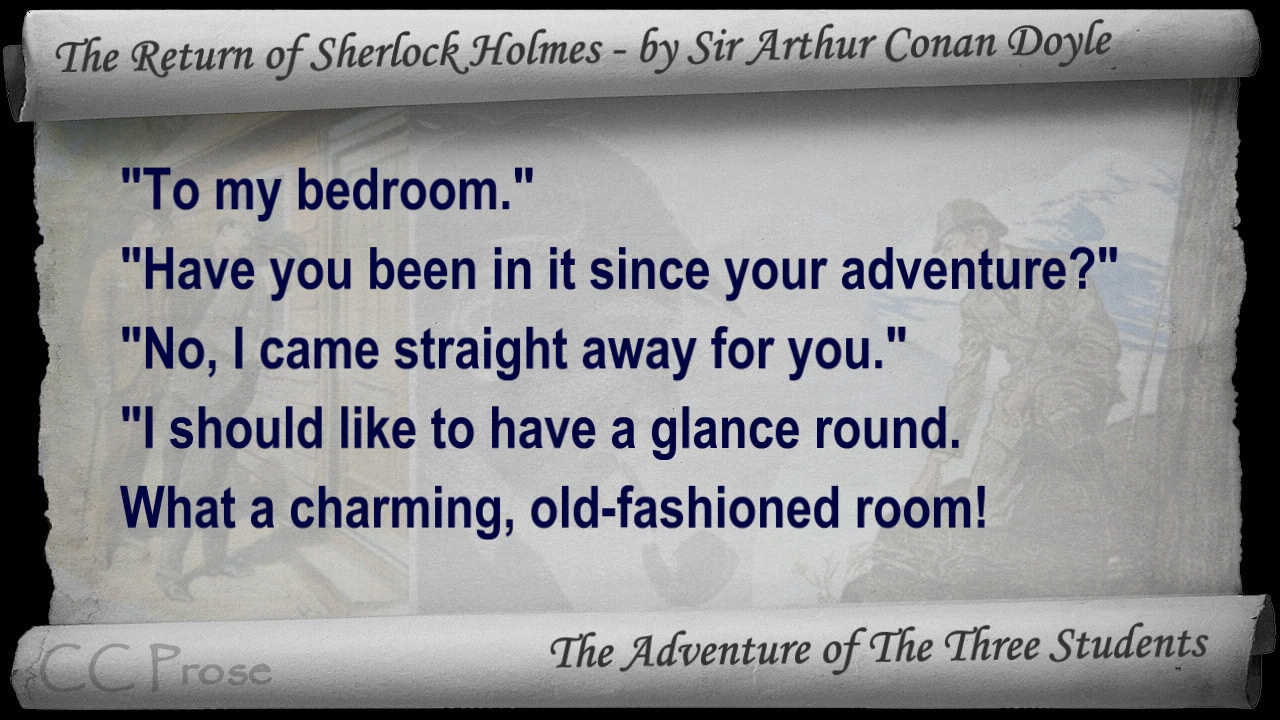 The Return of Sherlock Holmes - by Sir Arthur Conan Doyle
"To my bedroom."
"Have you been in it since your adventure?"
"No, I came straight away for you."
"I should like to have a glance round.
What a charming, old-fashioned room!
The Adventure of The Three Students
CC Prose